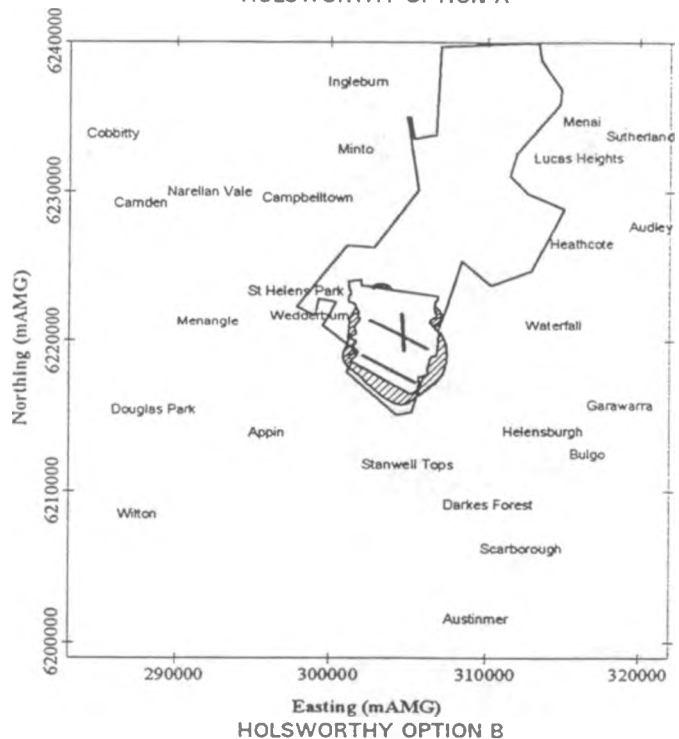 HOLSWORTHY OPTION A
6240000
Ingleburn
Cobbitty
Menai
Sutherland
Minto
Lucas Heights
6230000
Narellan Vale
Campbelltown
Camden
Audley
Heathcote
St Helens Park
Wedderburn
Menangle
Waterfall
6220000
Northing (mAMG)
Douglas Park
Garawarra
Appin
Helensburgh
Bulgo
Stanwell Tops
6210000
Wilton
Darkes Forest
Scarborough
Austinmer
6200000
290000
300000
310000
320000
Easting (mAMG)
HOLSWORTHY OPTION B